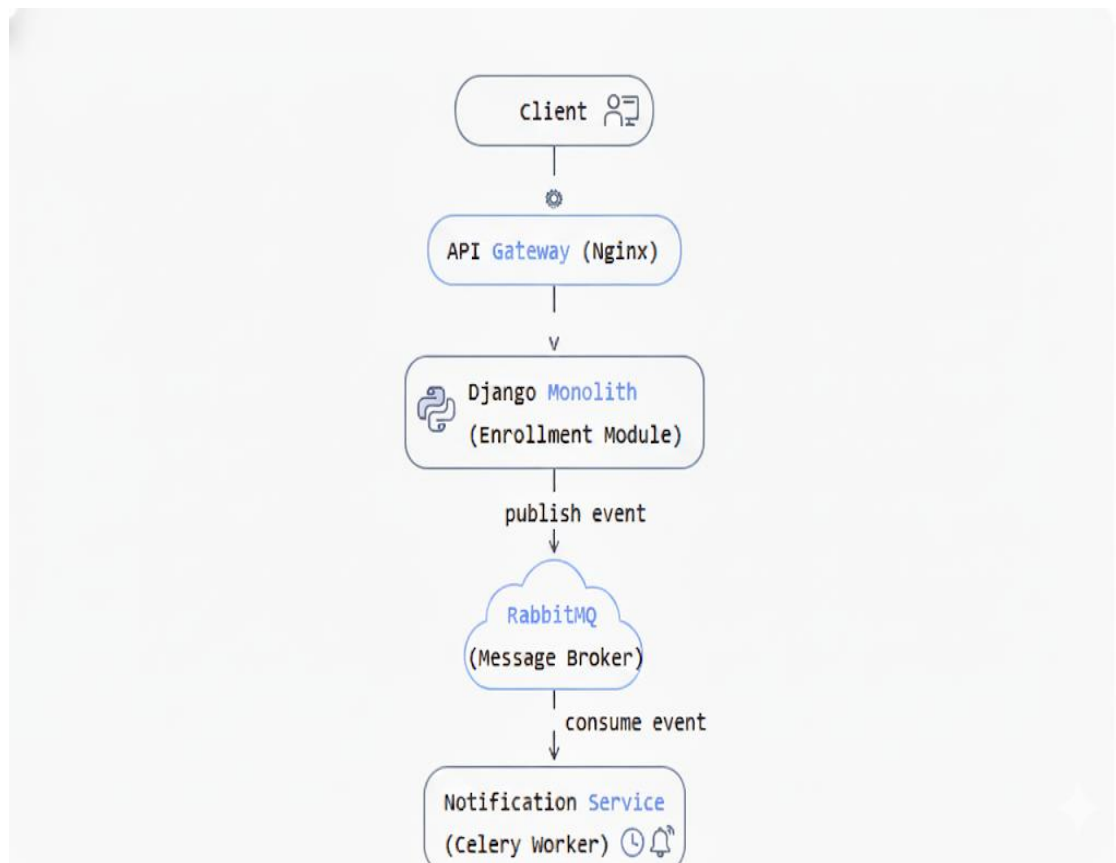 Client
API Gateway (Nginx)
v
Django Monolith
(Enrollment Module)
publish event
RabbitMQ
(Message Broker)
consume event
Notification Service
(Celery Worker)